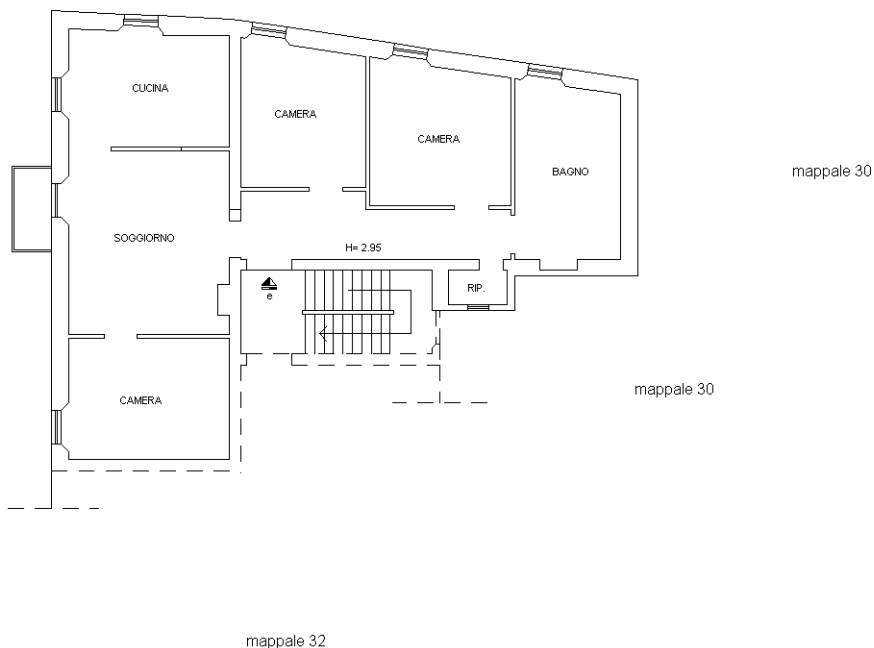 CUCINA
CAMERA
CAMERA
BAGNO
mappale 30
SOGGIORNO
H= 2.95
RIP.
e
CAMERA
mappale 30
mappale 32